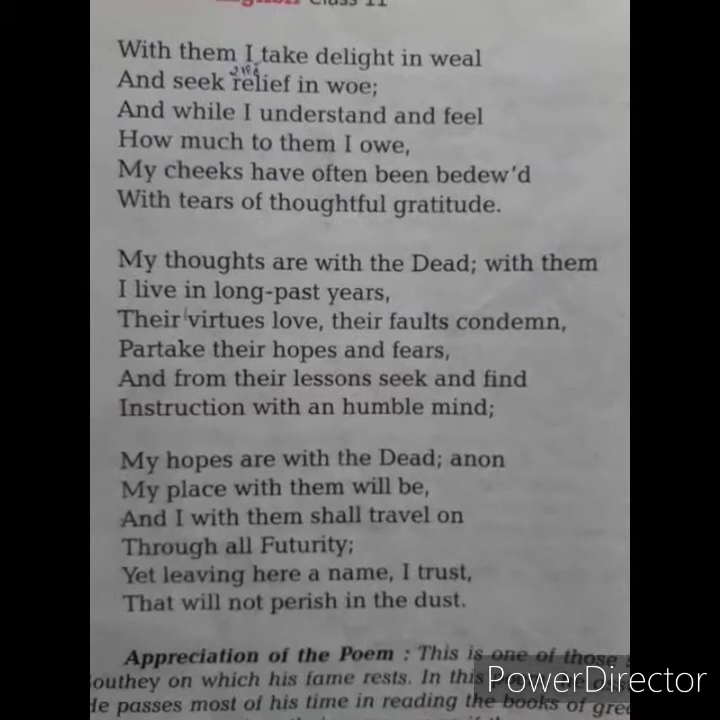 English Class 11
With them I take delight in weal
And seek relief in woe;
And while I understand and feel
How much to them I owe,
My cheeks have often been bedew'd
With tears of thoughtful gratitude.
My thoughts are with the Dead; with them
I live in long-past years,
Their virtues love, their faults condemn,
Partake their hopes and fears,
And from their lessons seek and find
Instruction with an humble mind;
My hopes are with the Dead; anon
My place with them will be,
And I with them shall travel on
Through all Futurity;
Yet leaving here a name, I trust,
That will not perish in the dust.
Appreciation of the Poem : This is one of those
Southey on which his fame rests. In this
He passes most of his time in reading the books of
PowerDirector